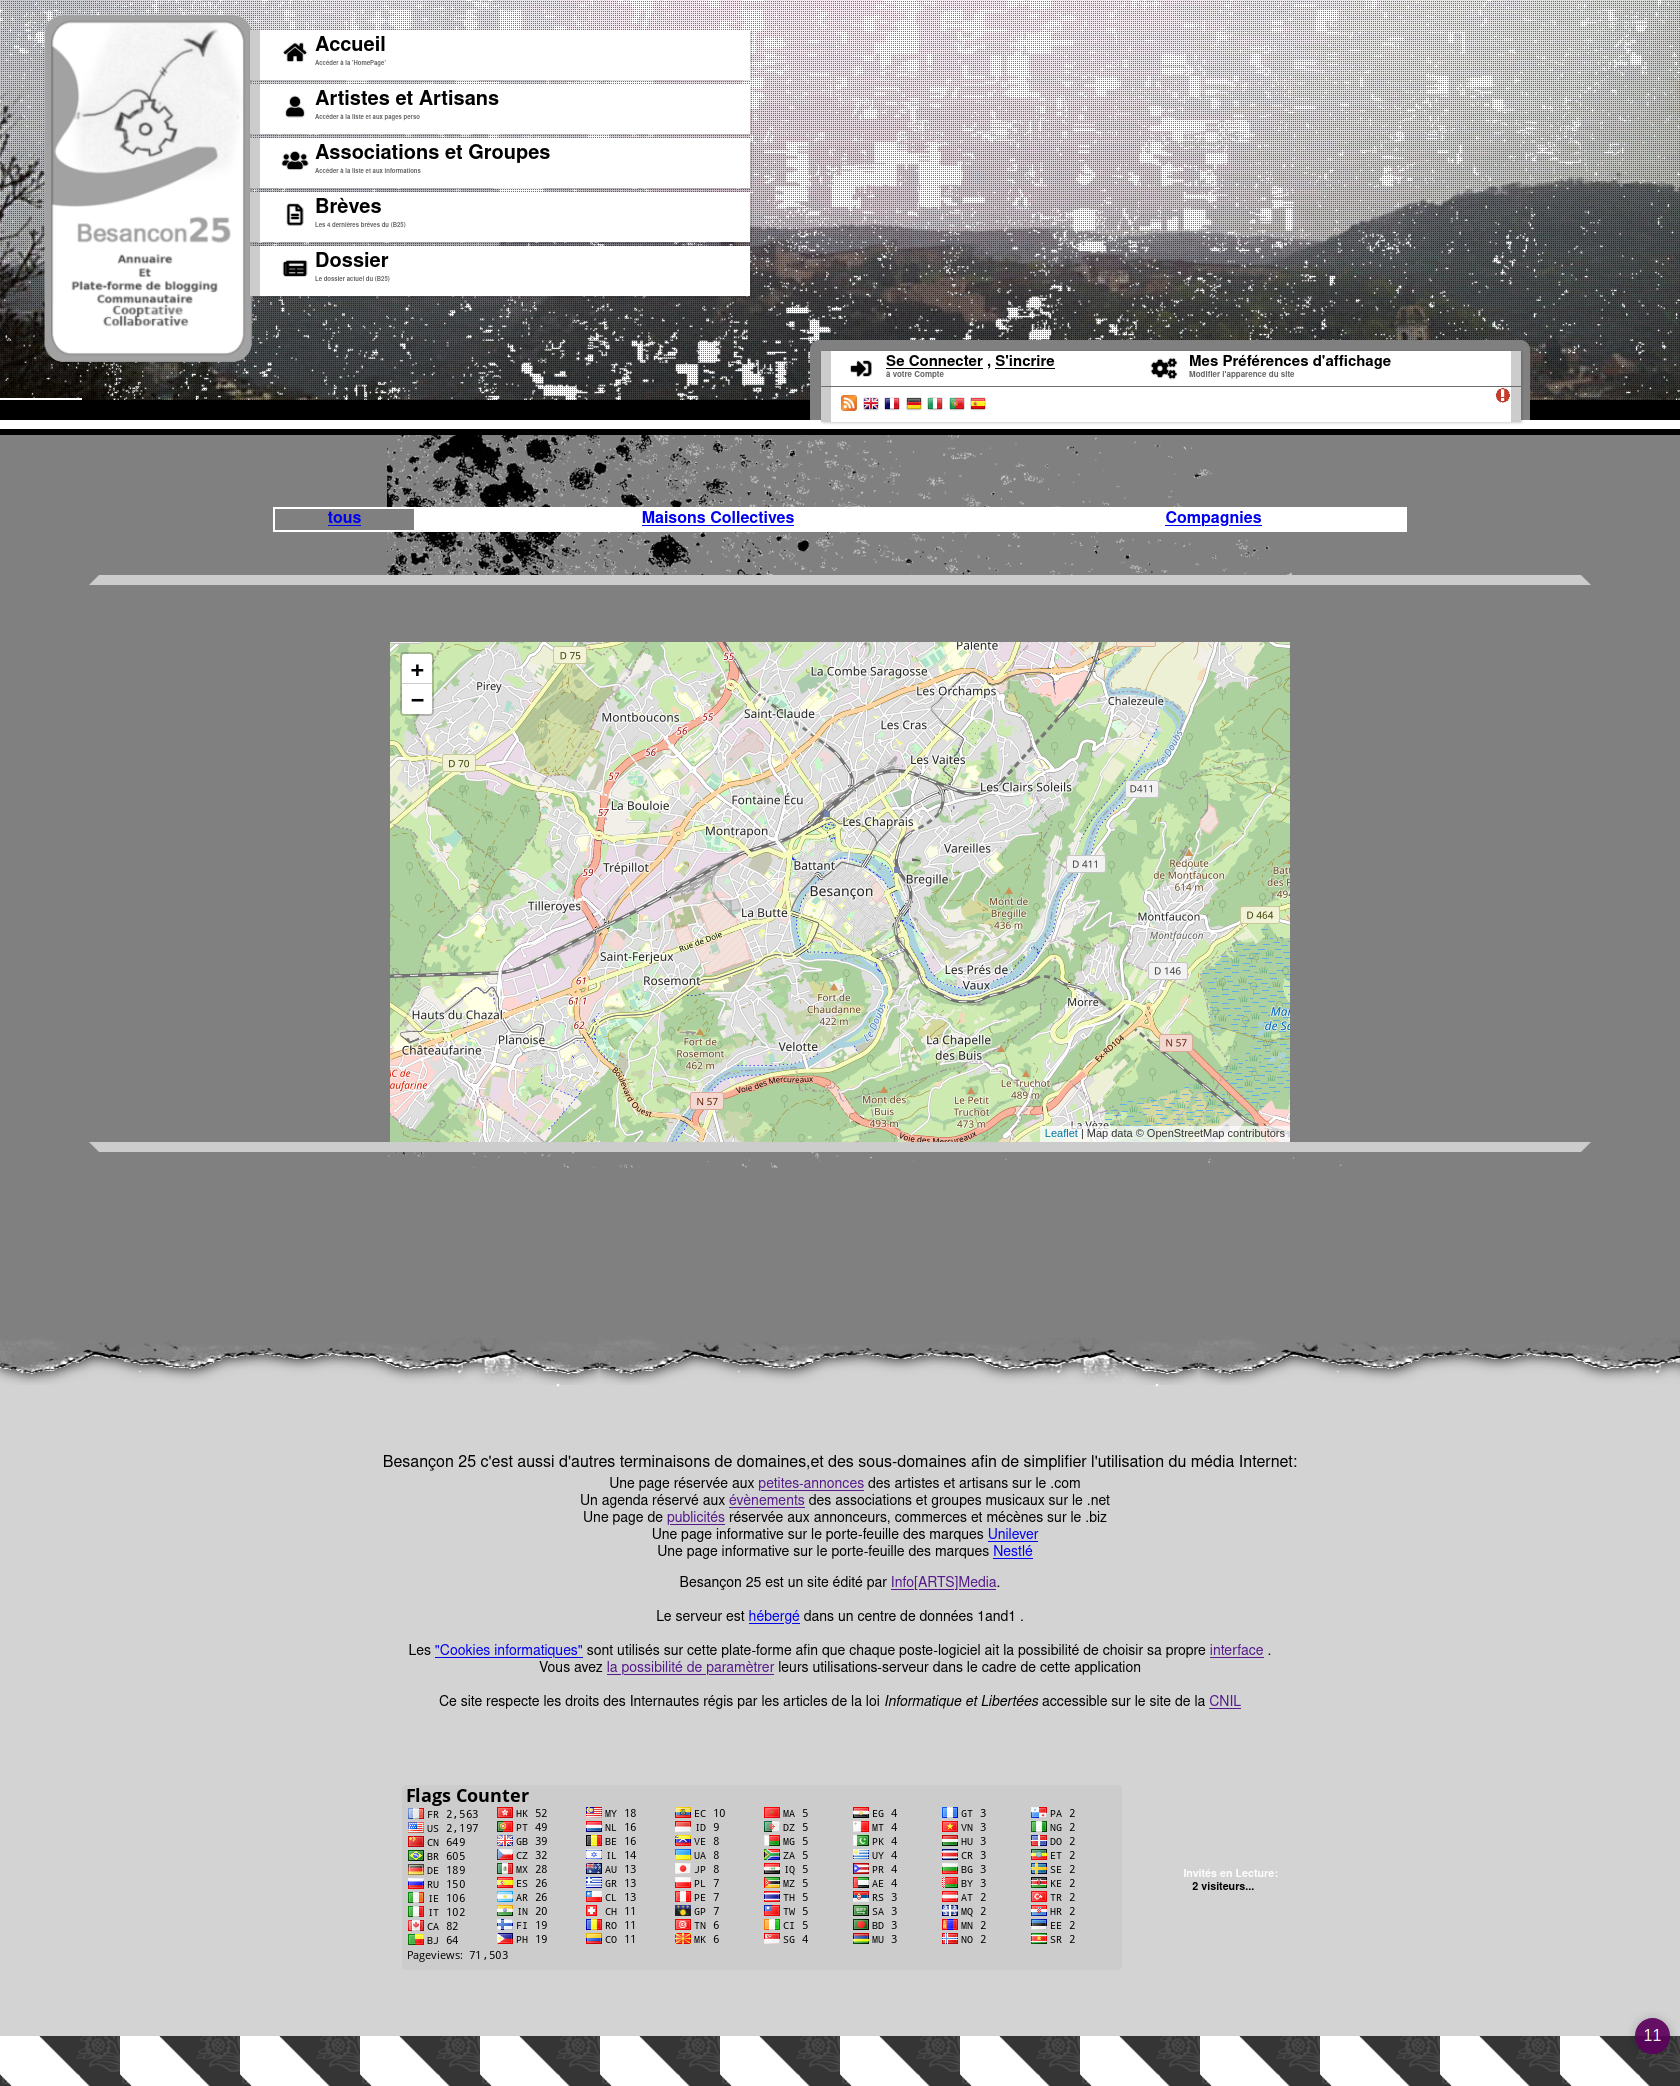 Besancon25
Annuaire
Et
Plate-forme de blogging
Communautaire
Cooptative
Collaborative
Accueil
Accéder à la 'HomePage'
Artistes et Artisans
Accéder à la liste et aux pages perso
Associations et Groupes
Accéder à la liste et aux informations
Brèves
Les 4 dernières brèves du (B25)
Dossier
Le dossier actuel du (B25)
Se Connecter , S'incrire
à votre Compte
Mes Préférences d'affichage
Modifier l'apparence du site
tous
Maisons Collectives
Compagnies
+
−
Palente
D 75
55
La Combe Saragosse
Pirey
Les Orchamps
Chalezeule
Montboucons
55
Saint-Claude
Les Cras
56
Le Doubs
56
D 70
Les Vaites
57
Les Clairs Soleils
D411
Fontaine Écu
La Bouloie
57
Les Chaprais
Montrapon
Vareilles
D 411
Redoute
de Montfaucon
614 m
Battant
Trépillot
59
Bregille
Besançon
Mont de
Bregille
436 m
Tilleroyes
La Butte
Montfaucon
D 464
Rue de Dole
Montfaucon
Saint-Ferjeux
Les Prés de
Vaux
D 146
61
Rosemont
61.1
Fort de
Chaudanne
422 m
Morre
Hauts du Chazal
62
Le Doubs
Planoise
Châteaufarine
Fort de
Rosemont
462 m
Velotte
La Chapelle
des Buis
N 57
Ex-RD104
Boulevard Ouest
Voie des Mercureaux
Le Truchot
489 m
N 57
Mont des
Buis
493 m
Le Petit
Truchot
473 m
La Vèze
Voie des Mercureaux
Leaflet | Map data © OpenStreetMap contributors
Besançon 25 c'est aussi d'autres terminaisons de domaines,et des sous-domaines afin de simplifier l'utilisation du média Internet:
Une page réservée aux petites-annonces des artistes et artisans sur le .com
Un agenda réservé aux évènements des associations et groupes musicaux sur le .net
Une page de publicités réservée aux annonceurs, commerces et mécènes sur le .biz
Une page informative sur le porte-feuille des marques Unilever
Une page informative sur le porte-feuille des marques Nestlé
Besançon 25 est un site édité par Info[ARTS]Media.
Le serveur est hébergé dans un centre de données 1and1 .
Les "Cookies informatiques" sont utilisés sur cette plate-forme afin que chaque poste-logiciel ait la possibilité de choisir sa propre interface .
Vous avez la possibilité de paramètrer leurs utilisations-serveur dans le cadre de cette application
Ce site respecte les droits des Internautes régis par les articles de la loi Informatique et Libertées accessible sur le site de la CNIL
Flags Counter
FR 2,563 HK 52 MY 18 EC 10 MA 5 EG 4 GT 3 PA 2
US 2,197 PT 49 NL 16 ID 9 DZ 5 MT 4 VN 3 NG 2
CN 649 GB 39 BE 16 VE 8 MG 5 PK 4 HU 3 DO 2
BR 605 CZ 32 IL 14 UA 8 ZA 5 UY 4 CR 3 ET 2
DE 189 MX 28 AU 13 JP 8 IQ 5 PR 4 BG 3 SE 2
RU 150 ES 26 GR 13 PL 7 MZ 5 AE 4 BY 3 KE 2
IE 106 AR 26 CL 13 PE 7 TH 5 RS 3 AT 2 TR 2
IT 102 IN 20 CH 11 GP 7 TW 5 SA 3 MQ 2 HR 2
CA 82 FI 19 RO 11 TN 6 CI 5 BD 3 MN 2 EE 2
BJ 64 PH 19 CO 11 MK 6 SG 4 MU 3 NO 2 SR 2
Pageviews: 71,503
Invités en Lecture:
2 visiteurs...
11